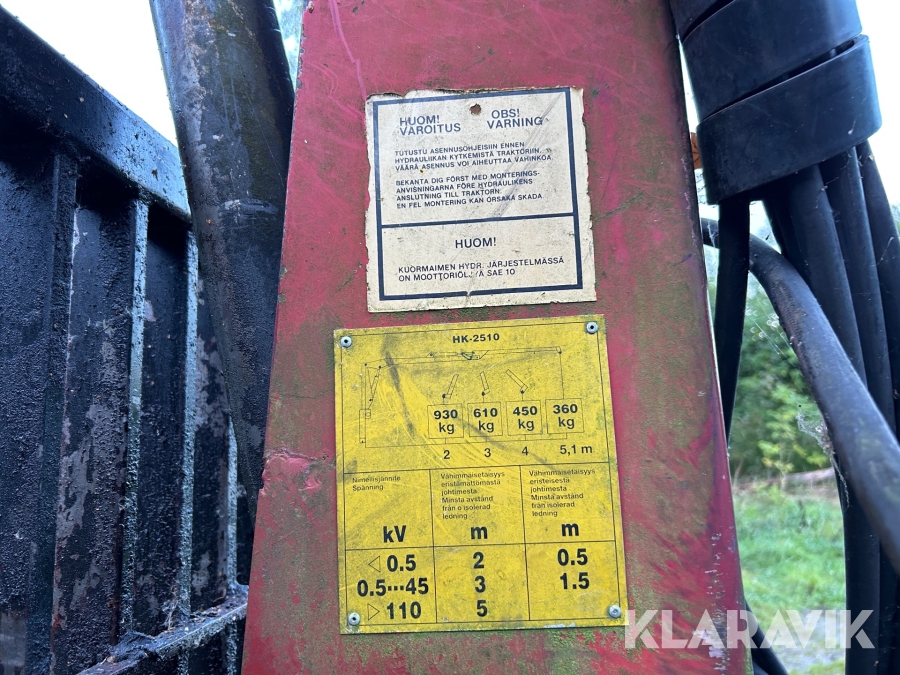 HUOM! OBS!
VAROITUS VARNING
TUTUSTU ASENNUSOHJEISIIN ENNEN
HYDRAULIIKAN KYTKEMISTÄ TRAKTORIIN.
VÄÄRÄ ASENNUS VOI AIHEUTTAA VAHINKOA
BEKANTA DIG FÖRST MED MONTERINGS-
ANVISNINGARNA FÖRE HYDRAULIKENS
ANSLUTNING TILL TRAKTORN:
EN FEL MONTERING KAN ORSAKA SKADA
HUOM!
KUORMAIMEN HYDR. JÄRJESTELMÄSSÄ
ON MOOTTORIÖLJYÄ SAE 10
HK-2510
930 610 450 360
kg kg kg kg
2 3 4 5,1 m
Nimellisjännite
Spänning
kV
Vähimmaisetäisyys
eristämättömästä
johtimesta
Minsta avstånd
från o isolerad
ledning
m
Vähimmaisetäisyys
eristeisestä
johtimesta
Minsta avstånd
från isolerad
ledning
m
< 0.5 2 0.5
0.5···45 3 1.5
> 110 5
KLARAVIK